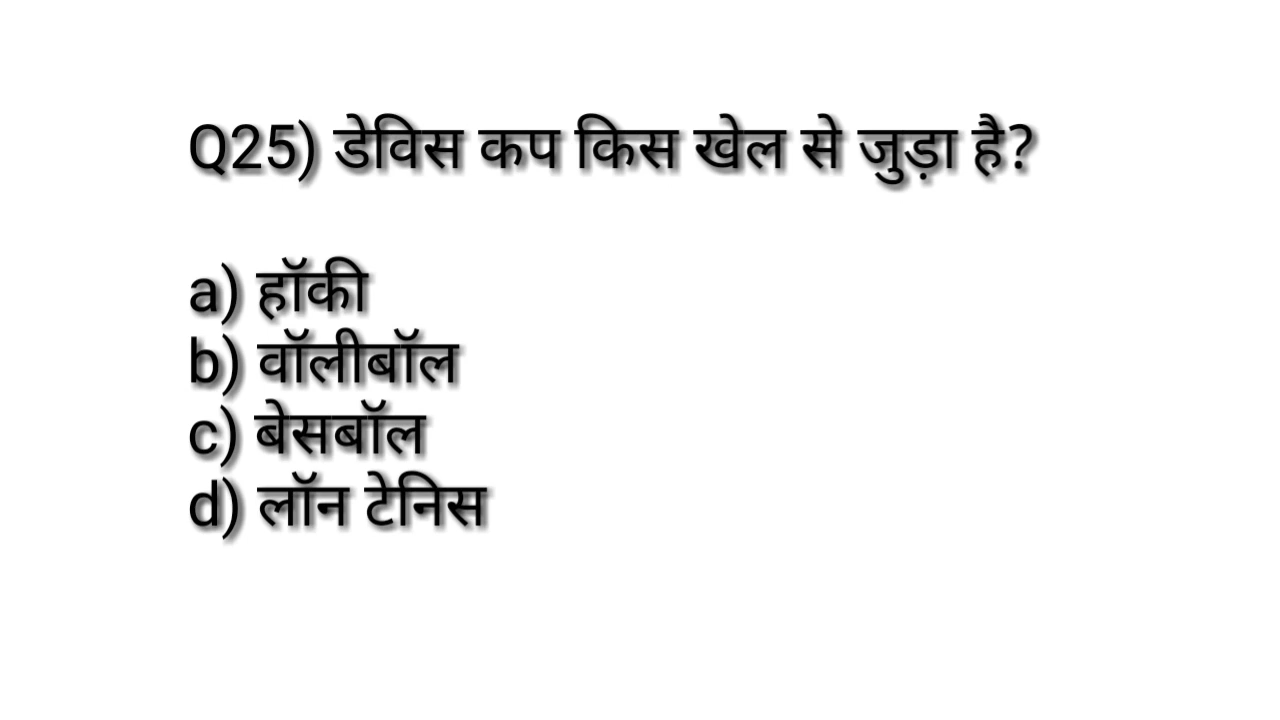 Q25) डेविस कप किस खेल से जुड़ा है?
a) हॉकी
b) वॉलीबॉल
c) बेसबॉल
d) लॉन टेनिस